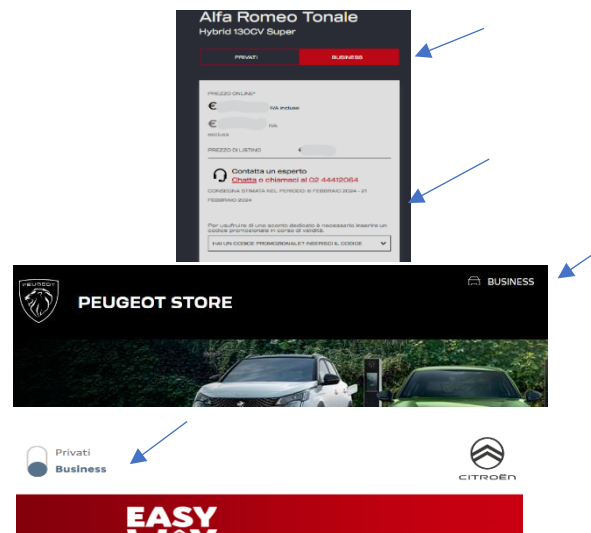 Alfa Romeo Tonale
Hybrid 130CV Super
PRIVATI
BUSINESS
PREZZO ONLINE*
€ IVA inclusa
€ IVA
esclusa
PREZZO DI LISTINO €
Contatta un esperto
Chatta o chiamaci al 02 44412064
CONSEGNA STIMATA NEL PERIODO: 6 FEBBRAIO 2024 - 21
FEBBRAIO 2024
Per usufruire di uno sconto dedicato è necessario inserire un
codice promozionale in corso di validità.
HAI UN CODICE PROMOZIONALE? INSERISCI IL CODICE
PEUGEOT
PEUGEOT STORE
BUSINESS
Privati
Business
CITROËN
EASY
WAY